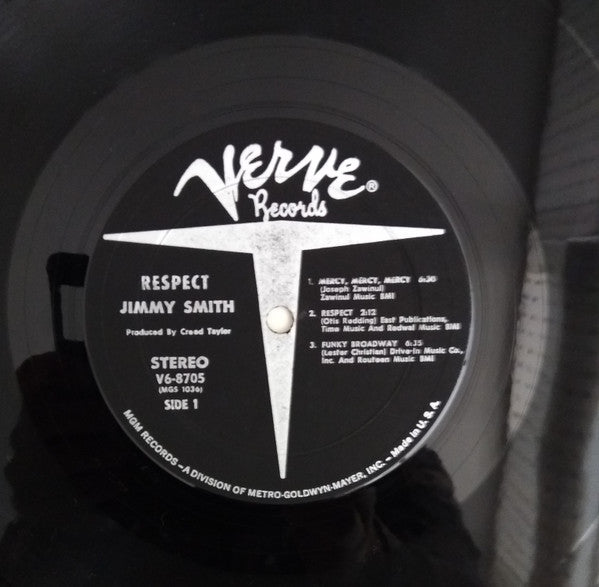 Verve®
Records
RESPECT
JIMMY SMITH
Produced By Creed Taylor
STEREO
V6-8705
(MGS 1036)
SIDE 1
1. MERCY, MERCY, MERCY 6:30
(Joseph Zawinul)
Zawinul Music BMI
2. RESPECT 2:12
(Otis Redding) East Publications,
Time Music And Redwal Music BMI
3. FUNKY BROADWAY 6:35
(Lester Christian) Drive-In Music Co.,
Inc. And Routeen Music BMI
MGM RECORDS – A DIVISION OF METRO-GOLDWYN-MAYER, INC. – Made in U. S. A.